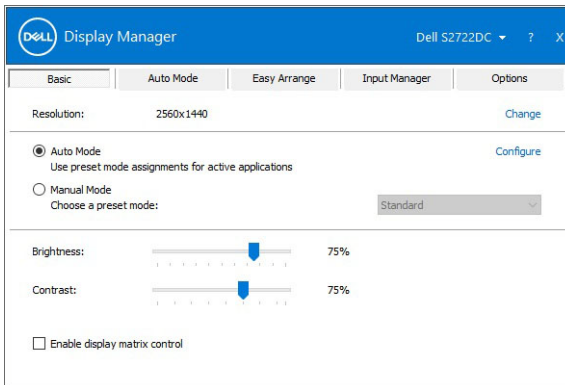 DELL Display Manager Dell S2722DC ? X
Basic Auto Mode Easy Arrange Input Manager Options
Resolution: 2560x1440 Change
Auto Mode Configure
Use preset mode assignments for active applications
Manual Mode
Choose a preset mode: Standard
Brightness: 75%
Contrast: 75%
Enable display matrix control